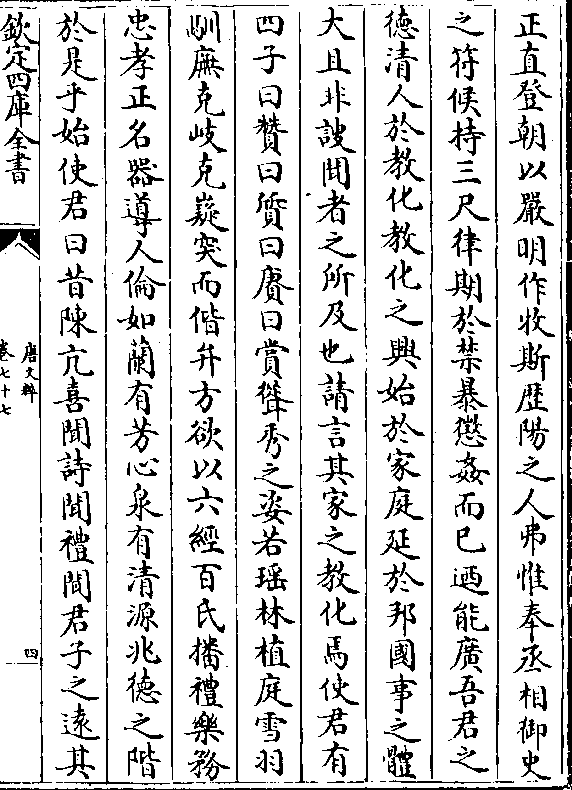 正直登朝以嚴明作牧斯歴陽之人弗惟奉丞相御史
之符候持三尺律期於禁暴懲姦而已廼能廣吾君之
德清人於教化教化之興始於家庭延於邦國事之體
大且非謏聞者之所及也請言其家之教化焉使君有
四子曰贊曰質曰賡曰賞聳秀之姿若瑶林植庭雪羽
馴廡克岐克嶷突而偕弁方欲以六經百氏播禮樂務
忠孝正名器導人倫如蘭有芳心泉有清源兆德之階
於是乎始使君曰昔陳亢喜聞詩聞禮聞君子之遠其
欽定四庫全書
唐文粹
卷七十七
四